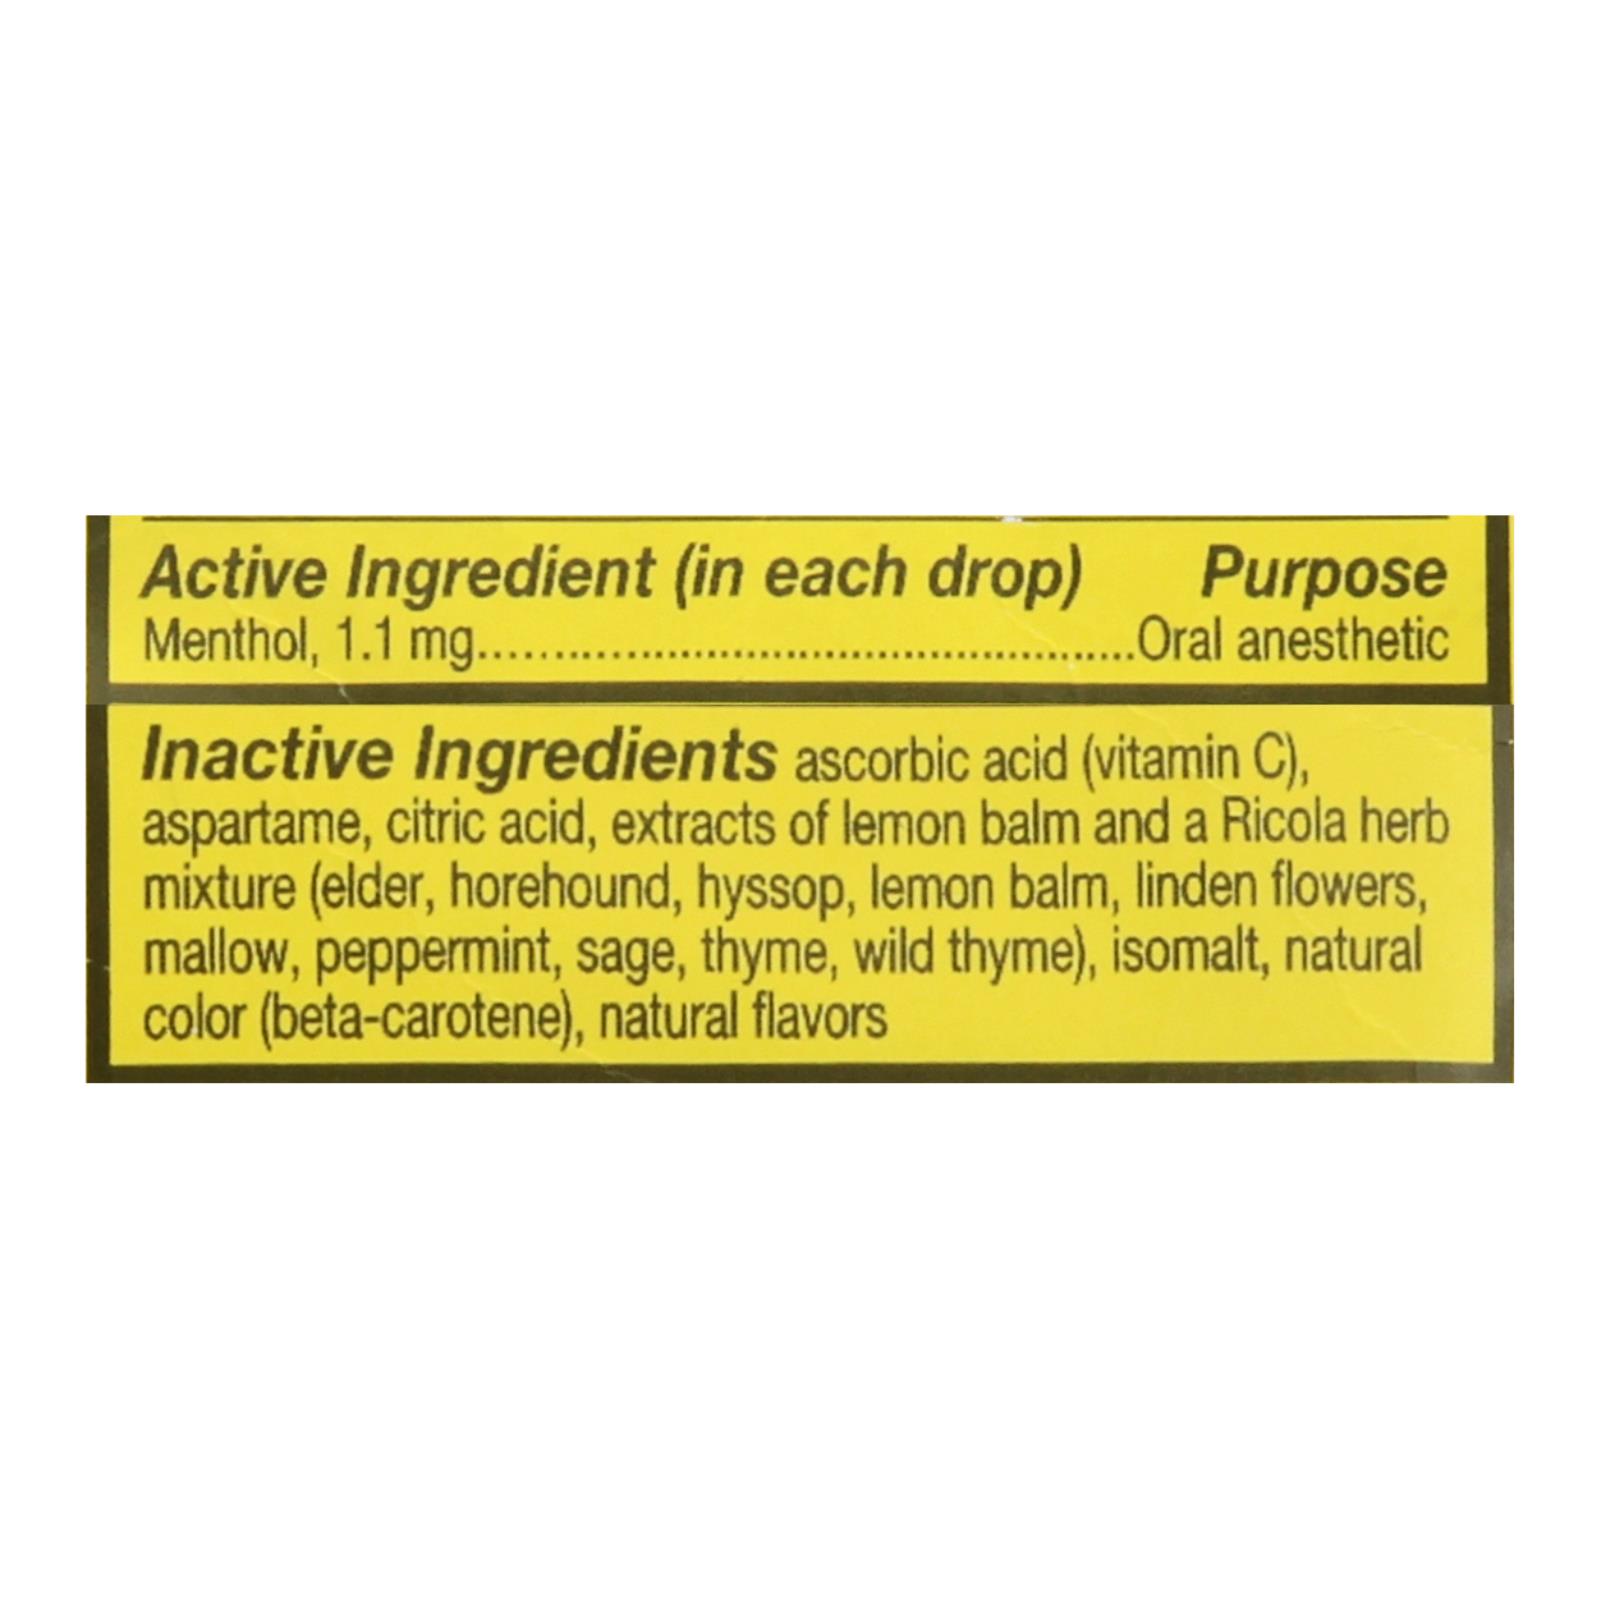 Active Ingredient (in each drop) Purpose
Menthol, 1.1 mg..................................................Oral anesthetic
Inactive Ingredients ascorbic acid (vitamin C),
aspartame, citric acid, extracts of lemon balm and a Ricola herb
mixture (elder, horehound, hyssop, lemon balm, linden flowers,
mallow, peppermint, sage, thyme, wild thyme), isomalt, natural
color (beta-carotene), natural flavors